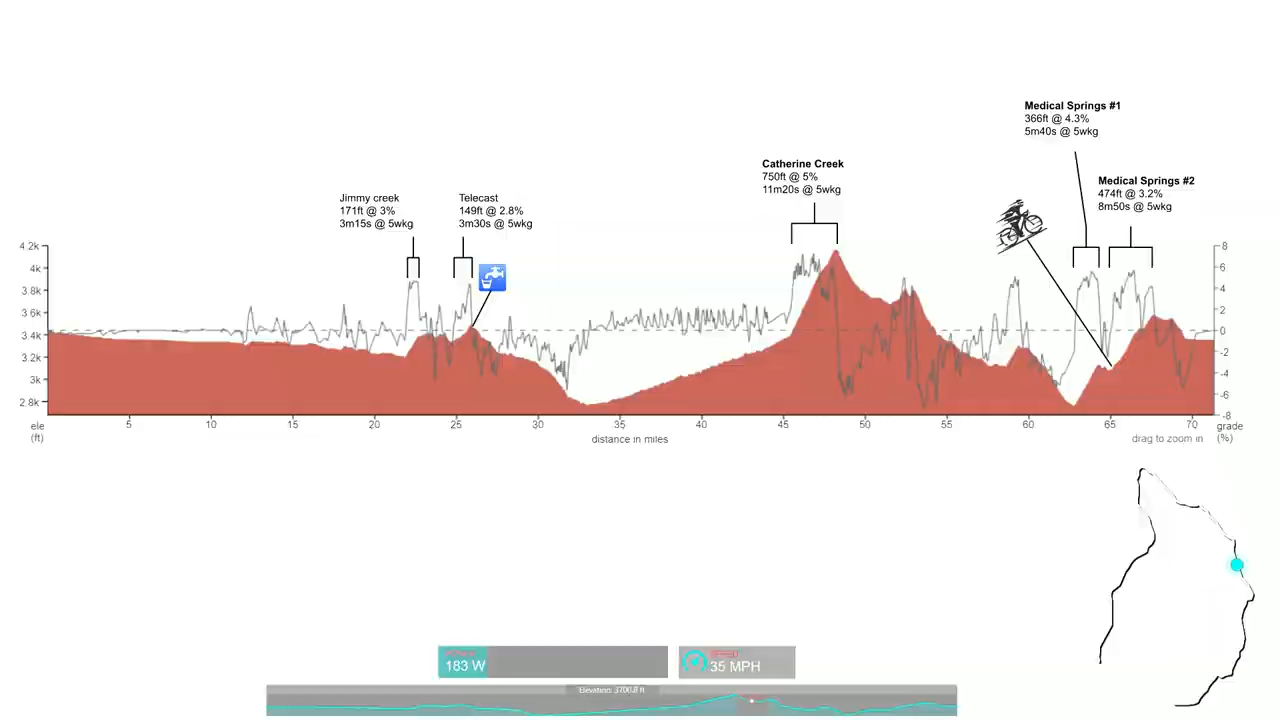 Medical Springs #1
366ft @ 4.3%
5m40s @ 5wkg
Catherine Creek
750ft @ 5%
11m20s @ 5wkg
Medical Springs #2
474ft @ 3.2%
8m50s @ 5wkg
Jimmy creek
171ft @ 3%
3m15s @ 5wkg
Telecast
149ft @ 2.8%
3m30s @ 5wkg
4.2k
4k
3.8k
3.6k
3.4k
3.2k
3k
2.8k
8
6
4
2
0
-2
-4
-6
-8
ele
(ft)
5
10
15
20
25
30
35
40
45
50
55
60
65
70
grade
(%)
distance in miles
drag to zoom in
183 W
35 MPH
Elevation: 3700.8 ft